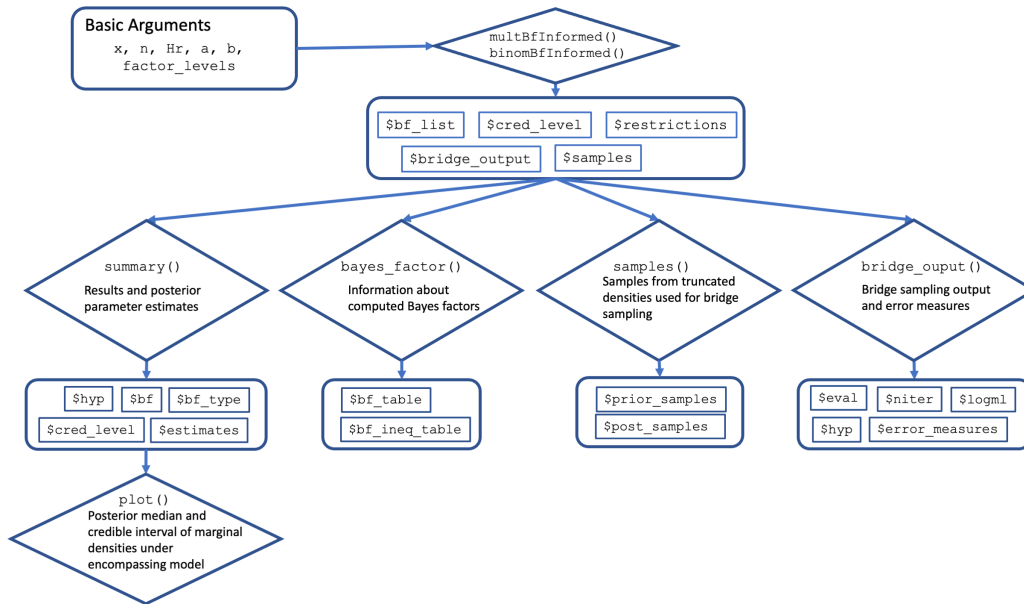 Basic Arguments
x, n, Hr, a, b,
factor_levels
multBfInformed()
binomBfInformed()
$bf_list $cred_level $restrictions
$bridge_output $samples
summary()
Results and posterior
parameter estimates
bayes_factor()
Information about
computed Bayes factors
samples()
Samples from truncated
densities used for bridge
sampling
bridge_ouput()
Bridge sampling output
and error measures
$hyp $bf $bf_type
$cred_level $estimates
$bf_table
$bf_ineq_table
$prior_samples
$post_samples
$eval $niter $logml
$hyp $error_measures
plot()
Posterior median and
credible interval of marginal
densities under
encompassing model